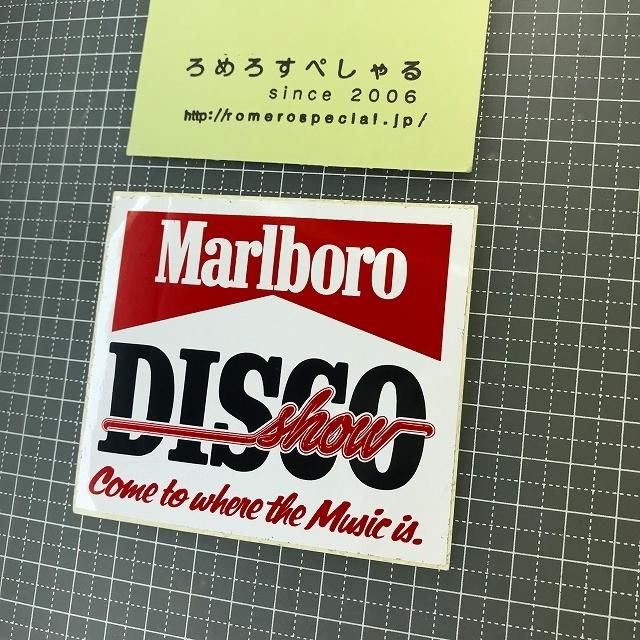 ろめろすぺしゃる
since 2006
http://romerospecial.jp/
Marlboro
DISCO
show
Come to where the Music is.